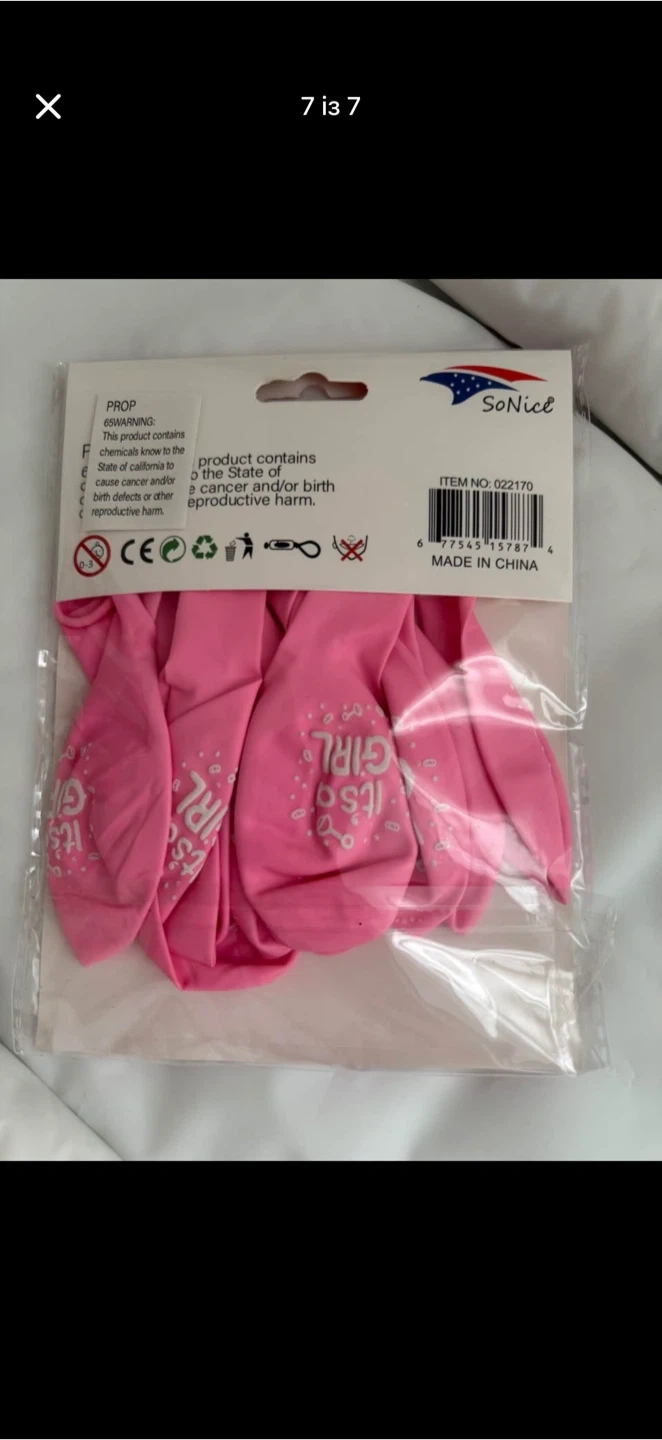 7 із 7
SoNice
PROP
65WARNING:
This product contains
chemicals know to the
State of california to
cause cancer and/or
birth defects or other
reproductive harm.
product contains
o the State of
e cancer and/or birth
eproductive harm.
ITEM NO: 022170
6 77545 15787 4
MADE IN CHINA
0-3
CE
it's a
GIRL
it's a
GIRL
it's a
GIRL